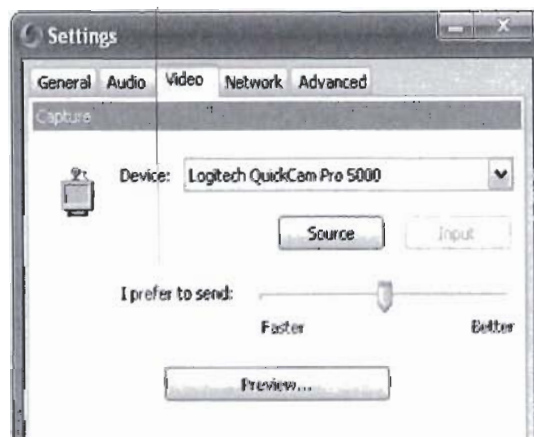 Settings
General Audio Video Network Advanced
Capture
Device: Logitech QuickCam Pro 5000
Source Input
I prefer to send:
Faster Better
Preview...